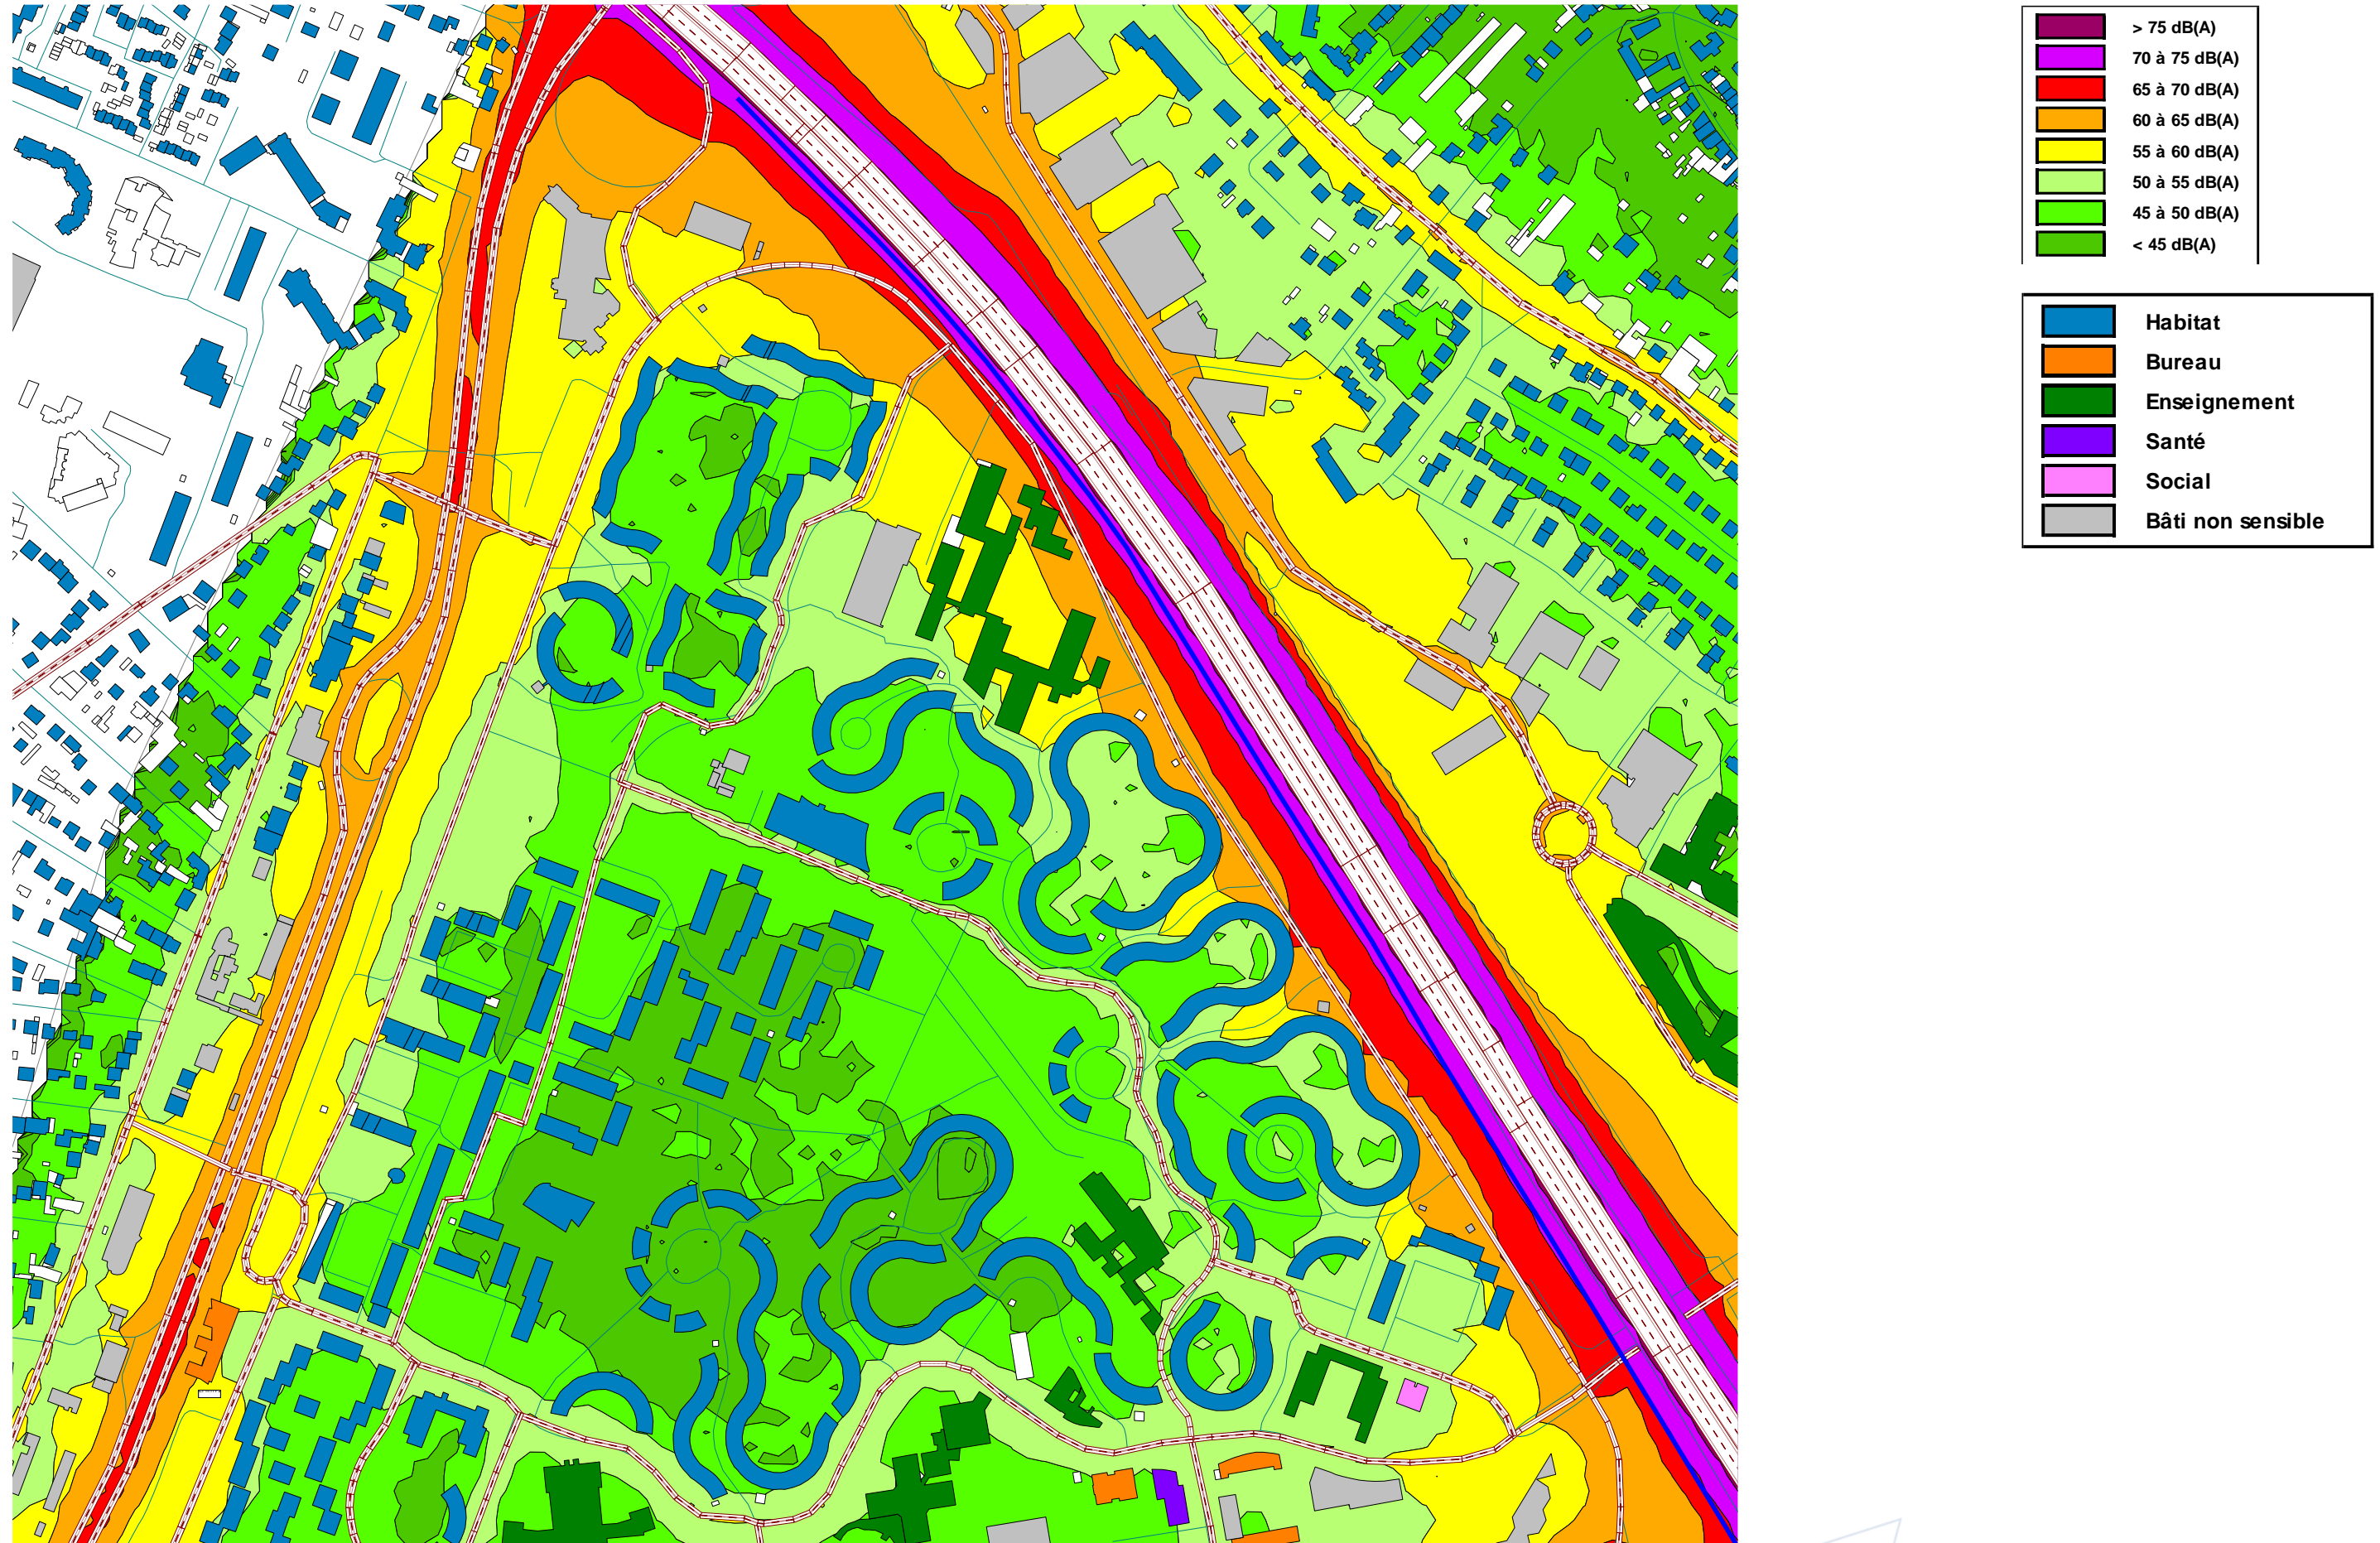 > 75 dB(A)
70 à 75 dB(A)
65 à 70 dB(A)
60 à 65 dB(A)
55 à 60 dB(A)
50 à 55 dB(A)
45 à 50 dB(A)
< 45 dB(A)
Habitat
Bureau
Enseignement
Santé
Social
Bâti non sensible